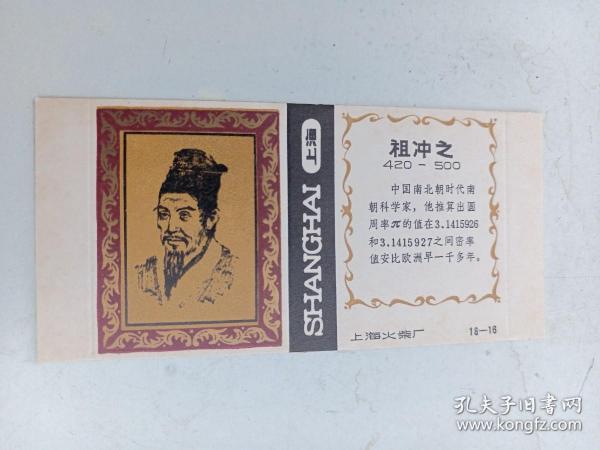 上海
SHANGHAI
祖冲之
420-500
中国南北朝时代南
朝科学家，他推算出圆
周率π的值在3.1415926
和3.1415927之间密率
值安比欧洲早一千多年。
上海火柴厂
18-16
孔夫子旧书网
www.kongfz.com